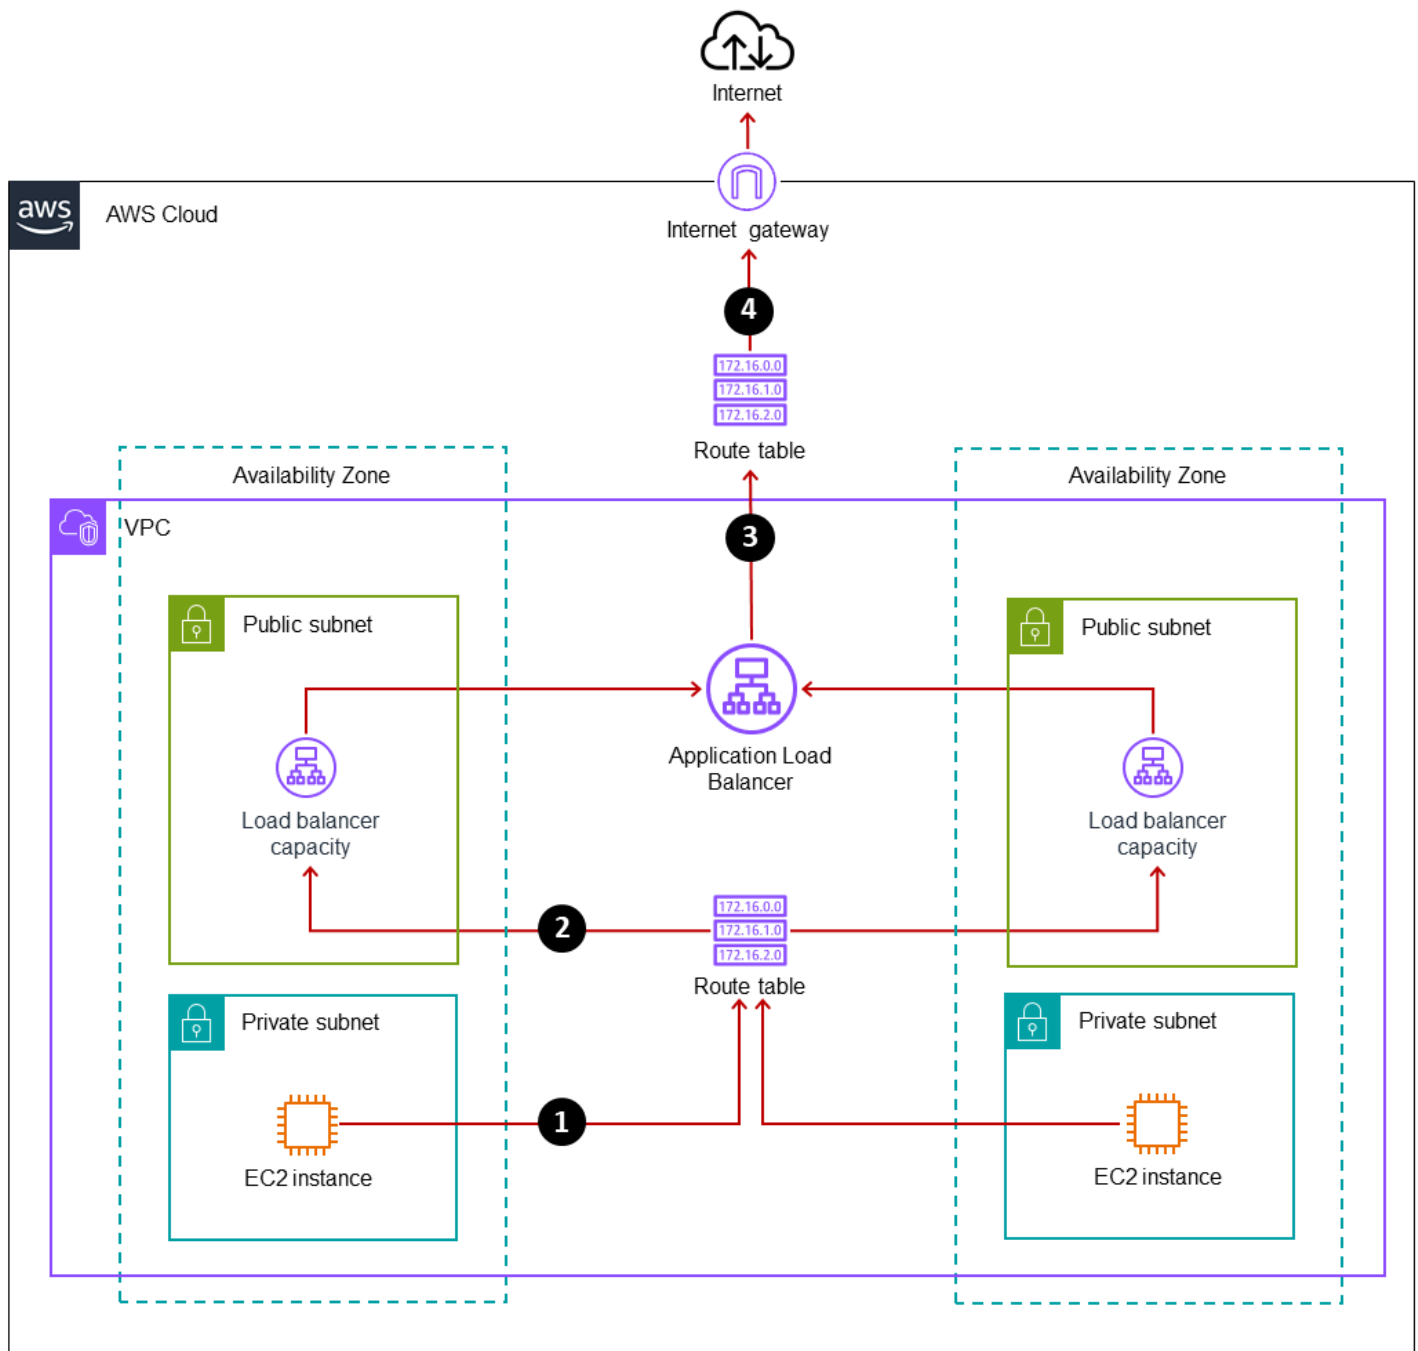 Internet
aws
AWS Cloud
Internet gateway
4
172.16.0.0
172.16.1.0
172.16.2.0
Route table
Availability Zone
Availability Zone
VPC
3
Public subnet
Public subnet
Application Load
Balancer
Load balancer
capacity
Load balancer
capacity
2
172.16.0.0
172.16.1.0
172.16.2.0
Route table
Private subnet
Private subnet
1
EC2 instance
EC2 instance